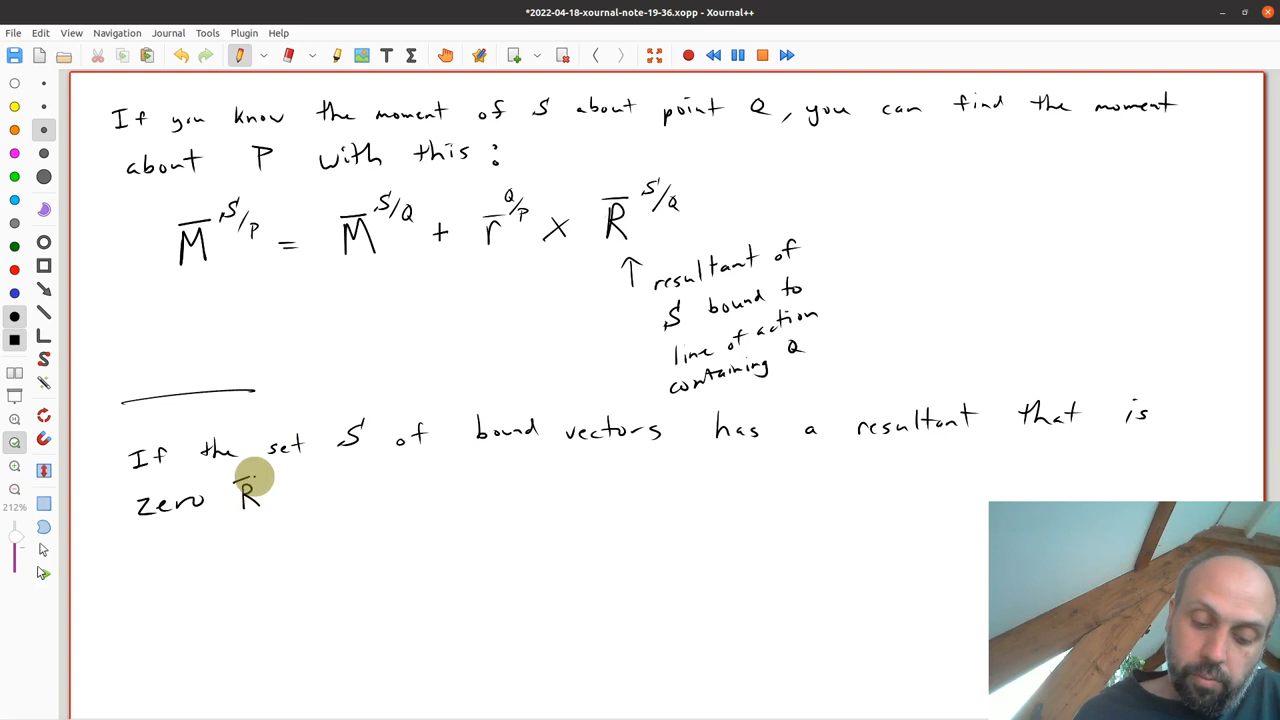 *2022-04-18-xournal-note-19-36.xopp - Xournal++
File Edit View Navigation Journal Tools Plugin Help
If you know the moment of S about point Q, you can find the moment
about P with this:
M̅^{S/P} = M̅^{S/Q} + r̅^{Q/P} × R̅^{S/Q}
↑ resultant of
S bound to
line of action
containing Q
If the set S of bound vectors has a resultant that is
zero R̅
212%